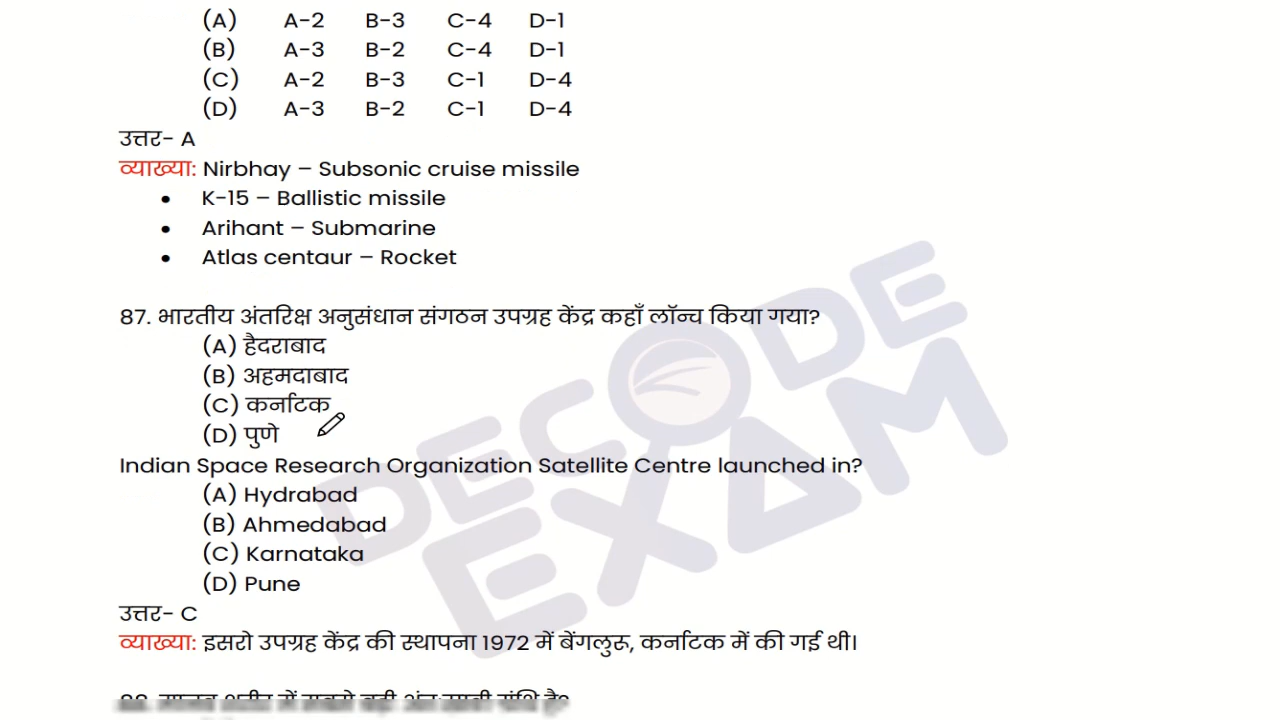 (A) A-2 B-3 C-4 D-1
(B) A-3 B-2 C-4 D-1
(C) A-2 B-3 C-1 D-4
(D) A-3 B-2 C-1 D-4
उत्तर- A
व्याख्या: Nirbhay – Subsonic cruise missile
• K-15 – Ballistic missile
• Arihant – Submarine
• Atlas centaur – Rocket
87. भारतीय अंतरिक्ष अनुसंधान संगठन उपग्रह केंद्र कहाँ लॉन्च किया गया?
(A) हैदराबाद
(B) अहमदाबाद
(C) कर्नाटक
(D) पुणे
Indian Space Research Organization Satellite Centre launched in?
(A) Hydrabad
(B) Ahmedabad
(C) Karnataka
(D) Pune
उत्तर- C
व्याख्या: इसरो उपग्रह केंद्र की स्थापना 1972 में बेंगलुरू, कर्नाटक में की गई थी।
DECODE
EXAM